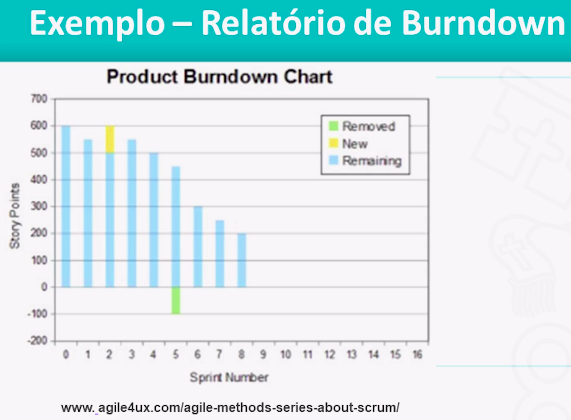 Exemplo – Relatório de Burndown
Product Burndown Chart
700
600
500
400
300
200
100
0
-100
-200
Story Points
Removed
New
Remaining
0 1 2 3 4 5 6 7 8 9 10 11 12 13 14 15 16
Sprint Number
www. agile4ux.com/agile-methods-series-about-scrum/